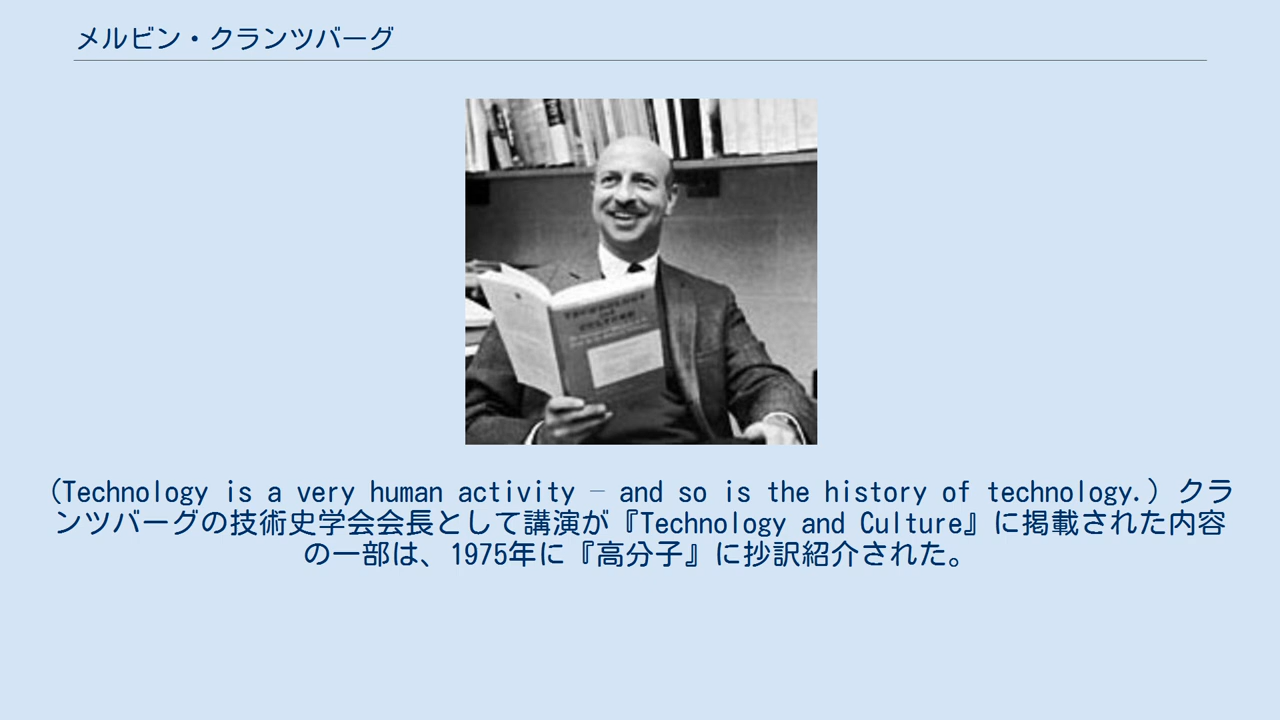 メルビン・クランツバーグ
TECHNOLOGY
and
CULTURE
（Technology is a very human activity – and so is the history of technology.）クラ
ンツバーグの技術史学会会長として講演が『Technology and Culture』に掲載された内容
の一部は、1975年に『高分子』に抄訳紹介された。